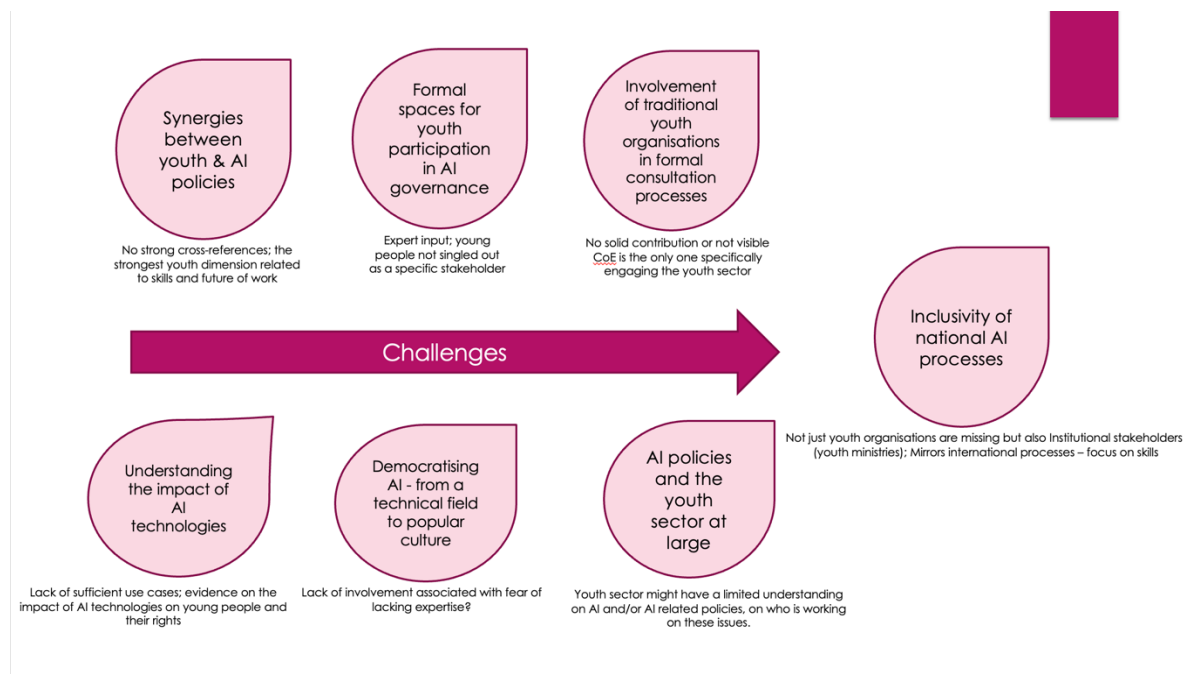 Synergies
between
youth & AI
policies
No strong cross-references; the
strongest youth dimension related
to skills and future of work
Formal
spaces for
youth
participation
in AI
governance
Expert input; young
people not singled out
as a specific stakeholder
Involvement
of traditional
youth
organisations
in formal
consultation
processes
No solid contribution or not visible
CoE is the only one specifically
engaging the youth sector
Challenges
Inclusivity of
national AI
processes
Not just youth organisations are missing but also Institutional stakeholders
(youth ministries); Mirrors international processes – focus on skills
Understanding
the impact of
AI
technologies
Lack of sufficient use cases; evidence on the
impact of AI technologies on young people and
their rights
Democratising
AI - from a
technical field
to popular
culture
Lack of involvement associated with fear of
lacking expertise?
AI policies
and the
youth
sector at
large
Youth sector might have a limited understanding
on AI and/or AI related policies, on who is working
on these issues.